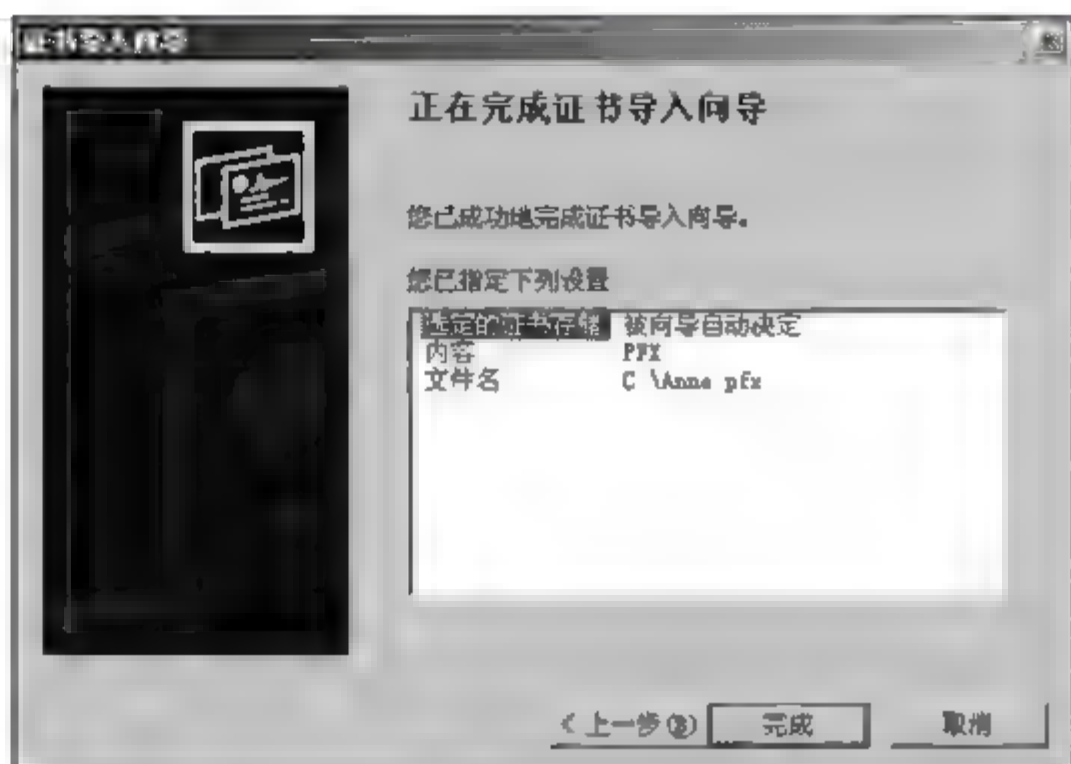 证书导入向导
正在完成证书导入向导
您已成功地完成证书导入向导。
您已指定下列设置
选定的证书存储 被向导自动决定
内容 PFX
文件名 C \Anna pfx
< 上一步(B) 完成 取消